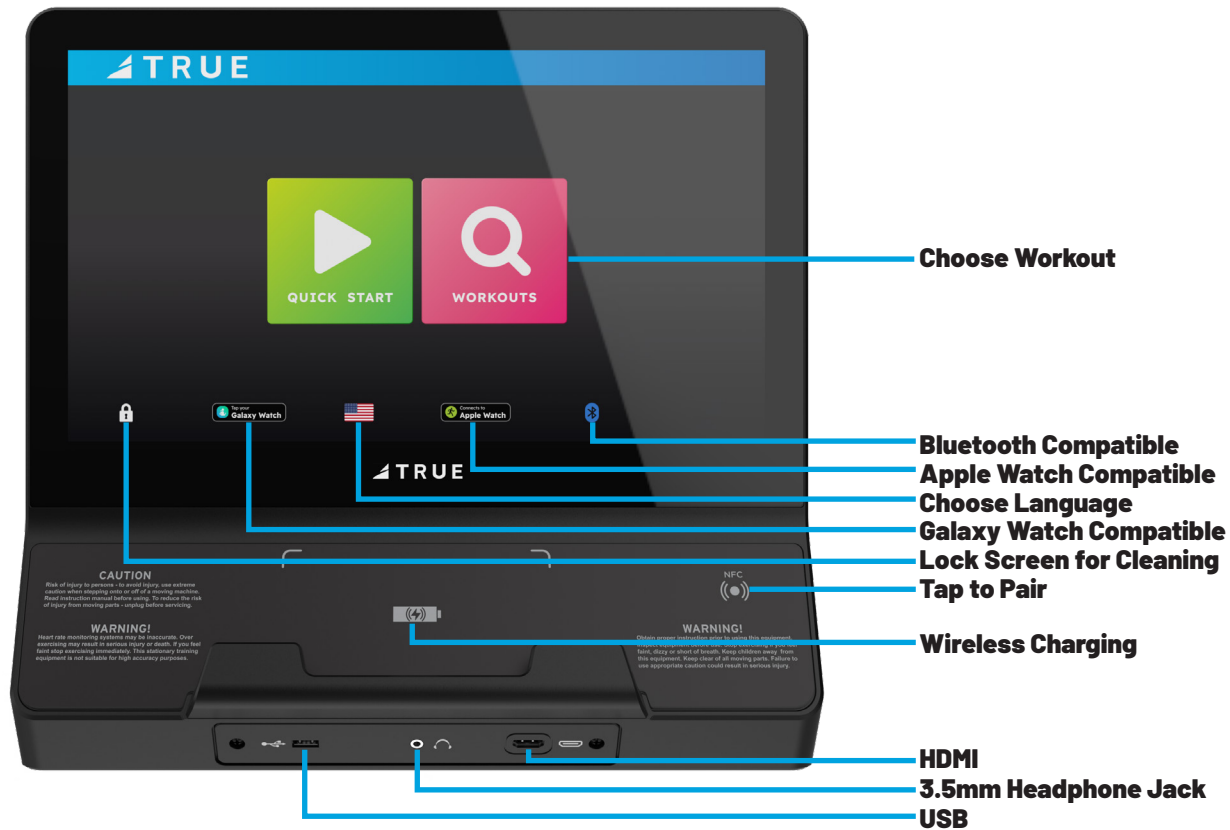 TRUE
QUICK START
WORKOUTS
Choose Workout
Tap your
Galaxy Watch
Connects to
Apple Watch
TRUE
Bluetooth Compatible
Apple Watch Compatible
Choose Language
Galaxy Watch Compatible
Lock Screen for Cleaning
Tap to Pair
Wireless Charging
CAUTION
Risk of injury to persons - to avoid injury, use extreme
caution when stepping onto or off of a moving machine.
Read instruction manual before using. To reduce the risk
of injury from moving parts - unplug before servicing.
WARNING!
Heart rate monitoring systems may be inaccurate. Over
exercising may result in serious injury or death. If you feel
faint stop exercising immediately. This stationary training
equipment is not suitable for high accuracy purposes.
NFC
WARNING!
Obtain proper instruction prior to using this equipment.
faint, dizzy or short of breath. Keep children away from
this equipment. Keep clear of all moving parts. Failure to
use appropriate caution could result in serious injury.
HDMI
3.5mm Headphone Jack
USB